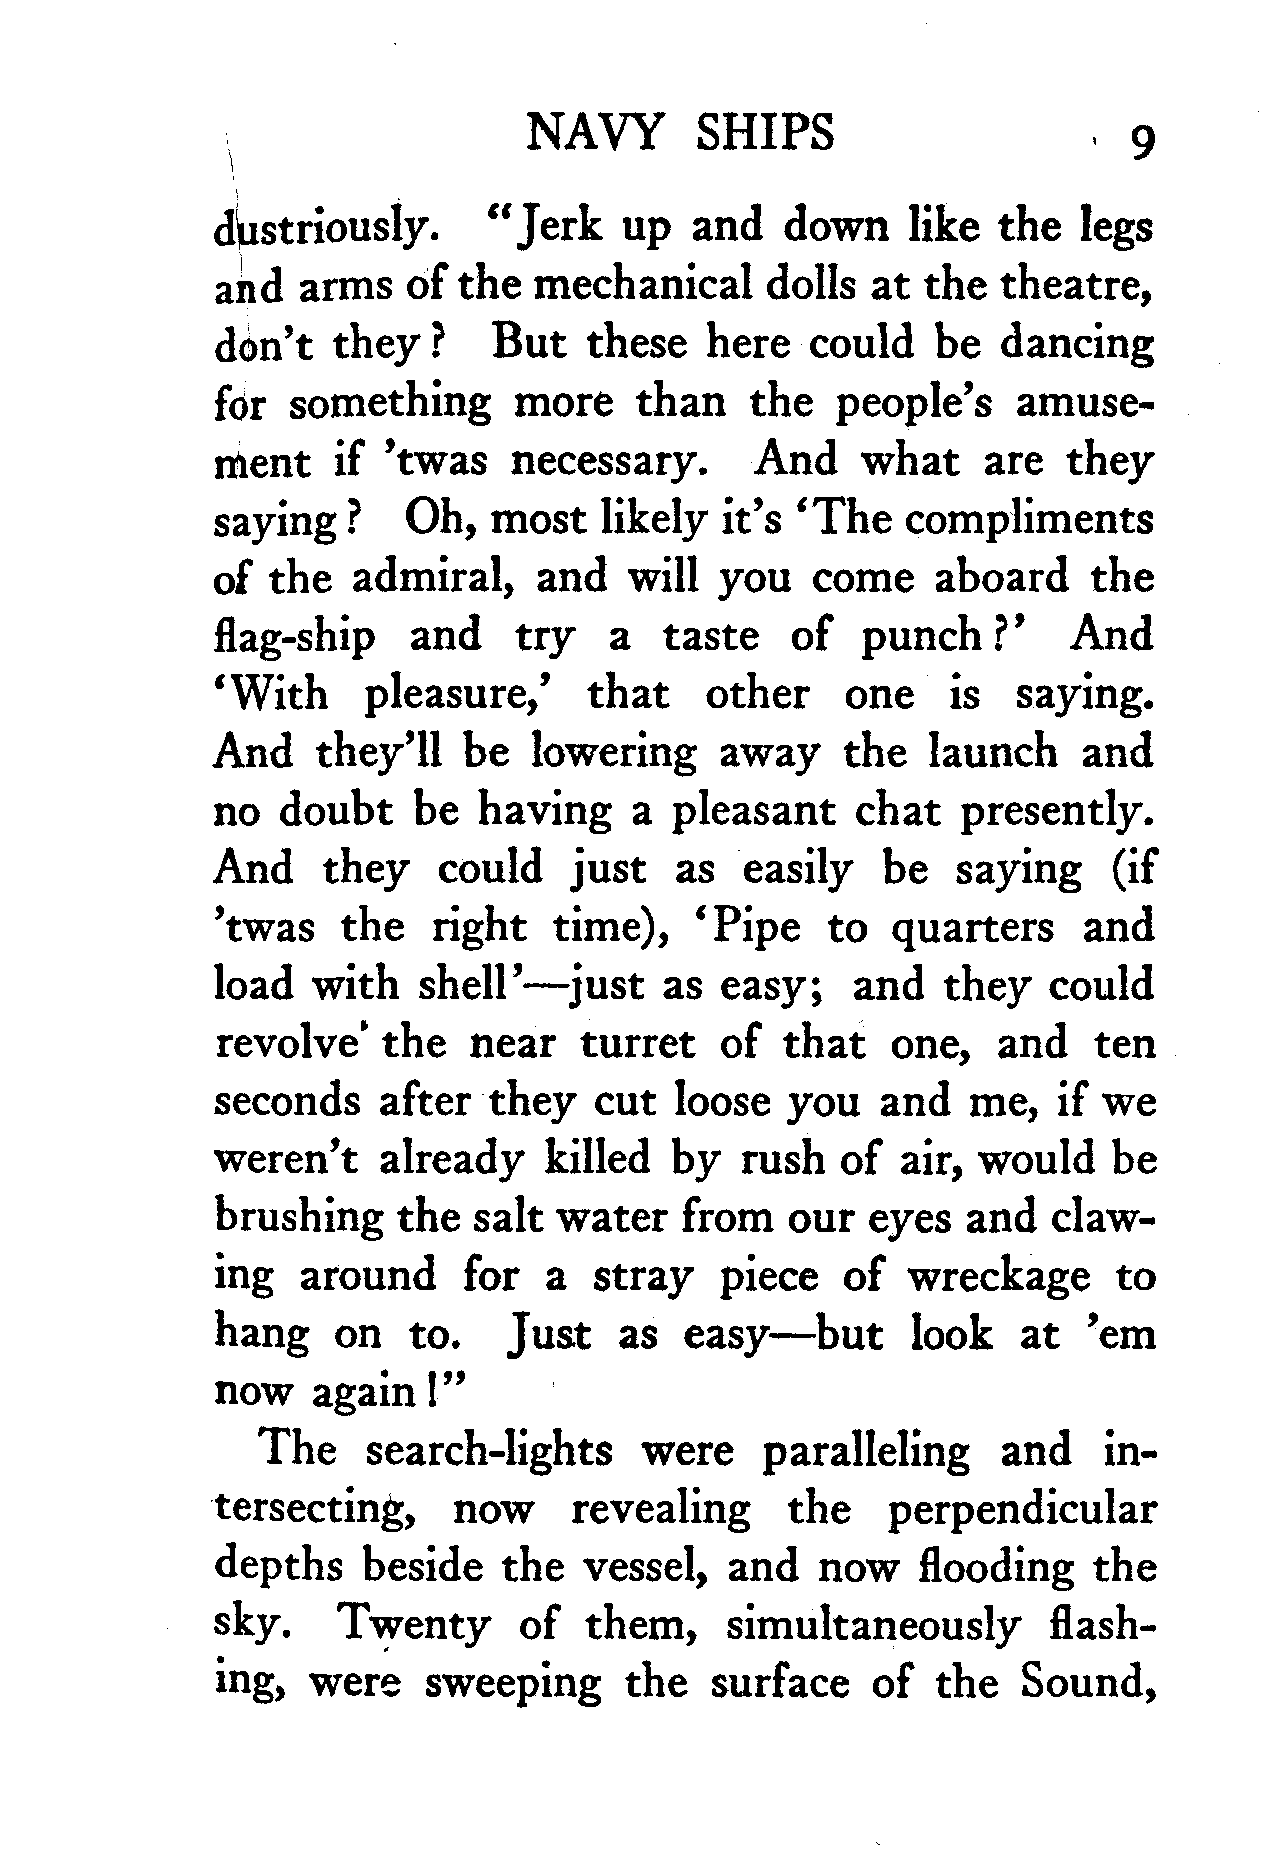 NAVY SHIPS 9
dustriously. "Jerk up and down like the legs
and arms of the mechanical dolls at the theatre,
don't they? But these here could be dancing
for something more than the people's amuse-
ment if 'twas necessary. And what are they
saying? Oh, most likely it's 'The compliments
of the admiral, and will you come aboard the
flag-ship and try a taste of punch?' And
'With pleasure,' that other one is saying.
And they'll be lowering away the launch and
no doubt be having a pleasant chat presently.
And they could just as easily be saying (if
'twas the right time), 'Pipe to quarters and
load with shell'—just as easy; and they could
revolve the near turret of that one, and ten
seconds after they cut loose you and me, if we
weren't already killed by rush of air, would be
brushing the salt water from our eyes and claw-
ing around for a stray piece of wreckage to
hang on to. Just as easy—but look at 'em
now again!"
The search-lights were paralleling and in-
tersecting, now revealing the perpendicular
depths beside the vessel, and now flooding the
sky. Twenty of them, simultaneously flash-
ing, were sweeping the surface of the Sound,